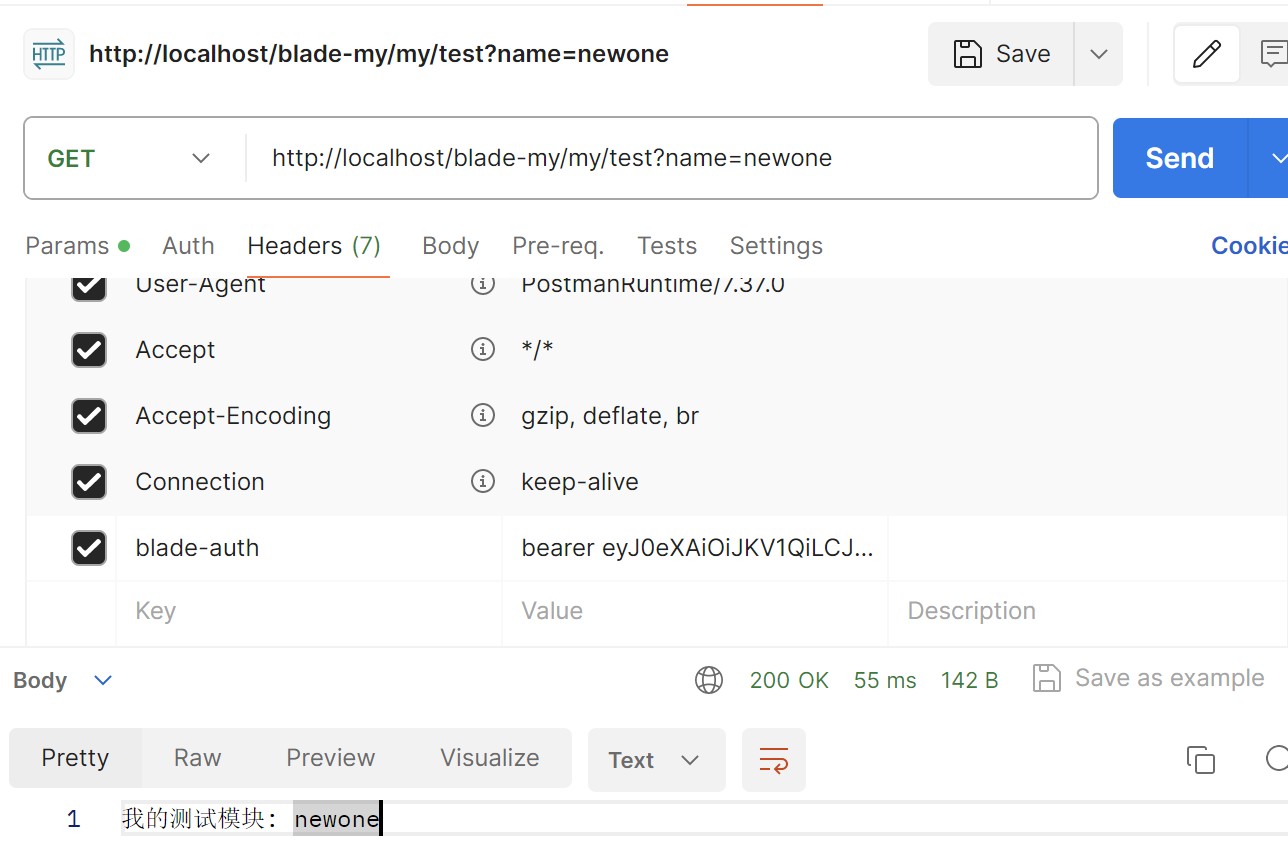 HTTP http://localhost/blade-my/my/test?name=newone Save
GET http://localhost/blade-my/my/test?name=newone Send
Params Auth Headers (7) Body Pre-req. Tests Settings Cookie
User-Agent PostmanRuntime/7.37.0
Accept */*
Accept-Encoding gzip, deflate, br
Connection keep-alive
blade-auth bearer eyJ0eXAiOiJKV1QiLCJ...
Key Value Description
Body 200 OK 55 ms 142 B Save as example
Pretty Raw Preview Visualize Text
1 我的测试模块: newone